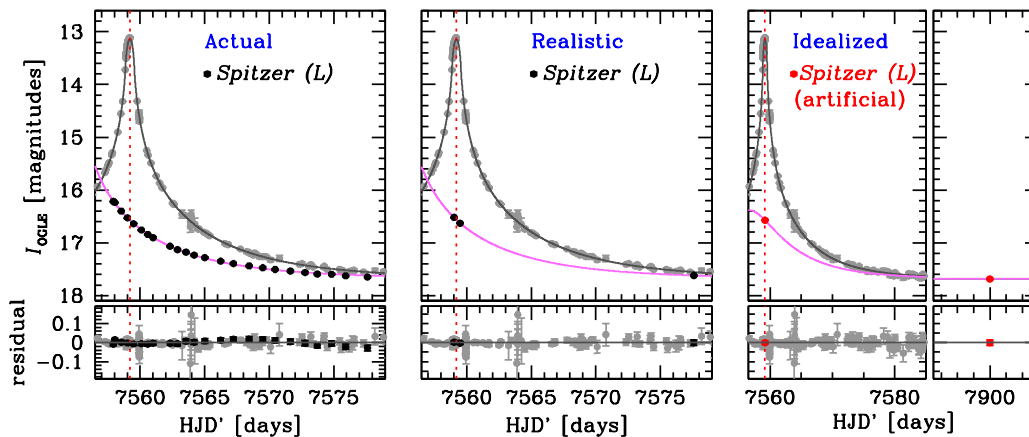 Actual
Spitzer (L)
Realistic
Spitzer (L)
Idealized
Spitzer (L)
(artificial)
I_OGLE [magnitudes]
13
14
15
16
17
18
residual
0.1
0
−0.1
7560 7565 7570 7575
7560 7565 7570 7575
7560 7580
7900
HJD' [days]
HJD' [days]
HJD' [days]